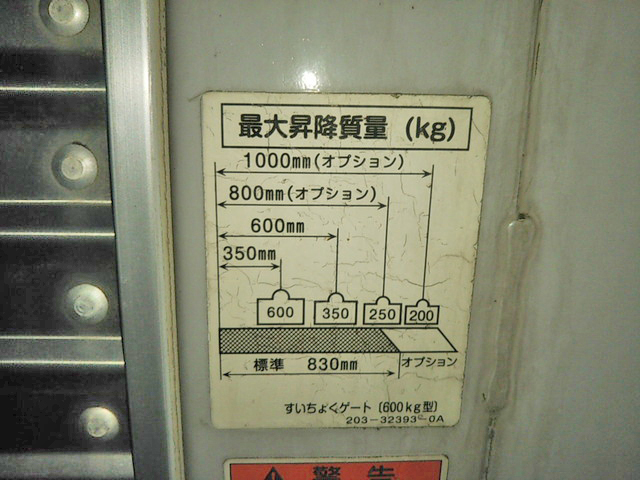 最大昇降質量 (kg)
1000mm(オプション)
800mm(オプション)
600mm
350mm
600 350 250 200
標準 830mm オプション
すいちょくゲート〔600kg型〕
203-32393-0A
警告